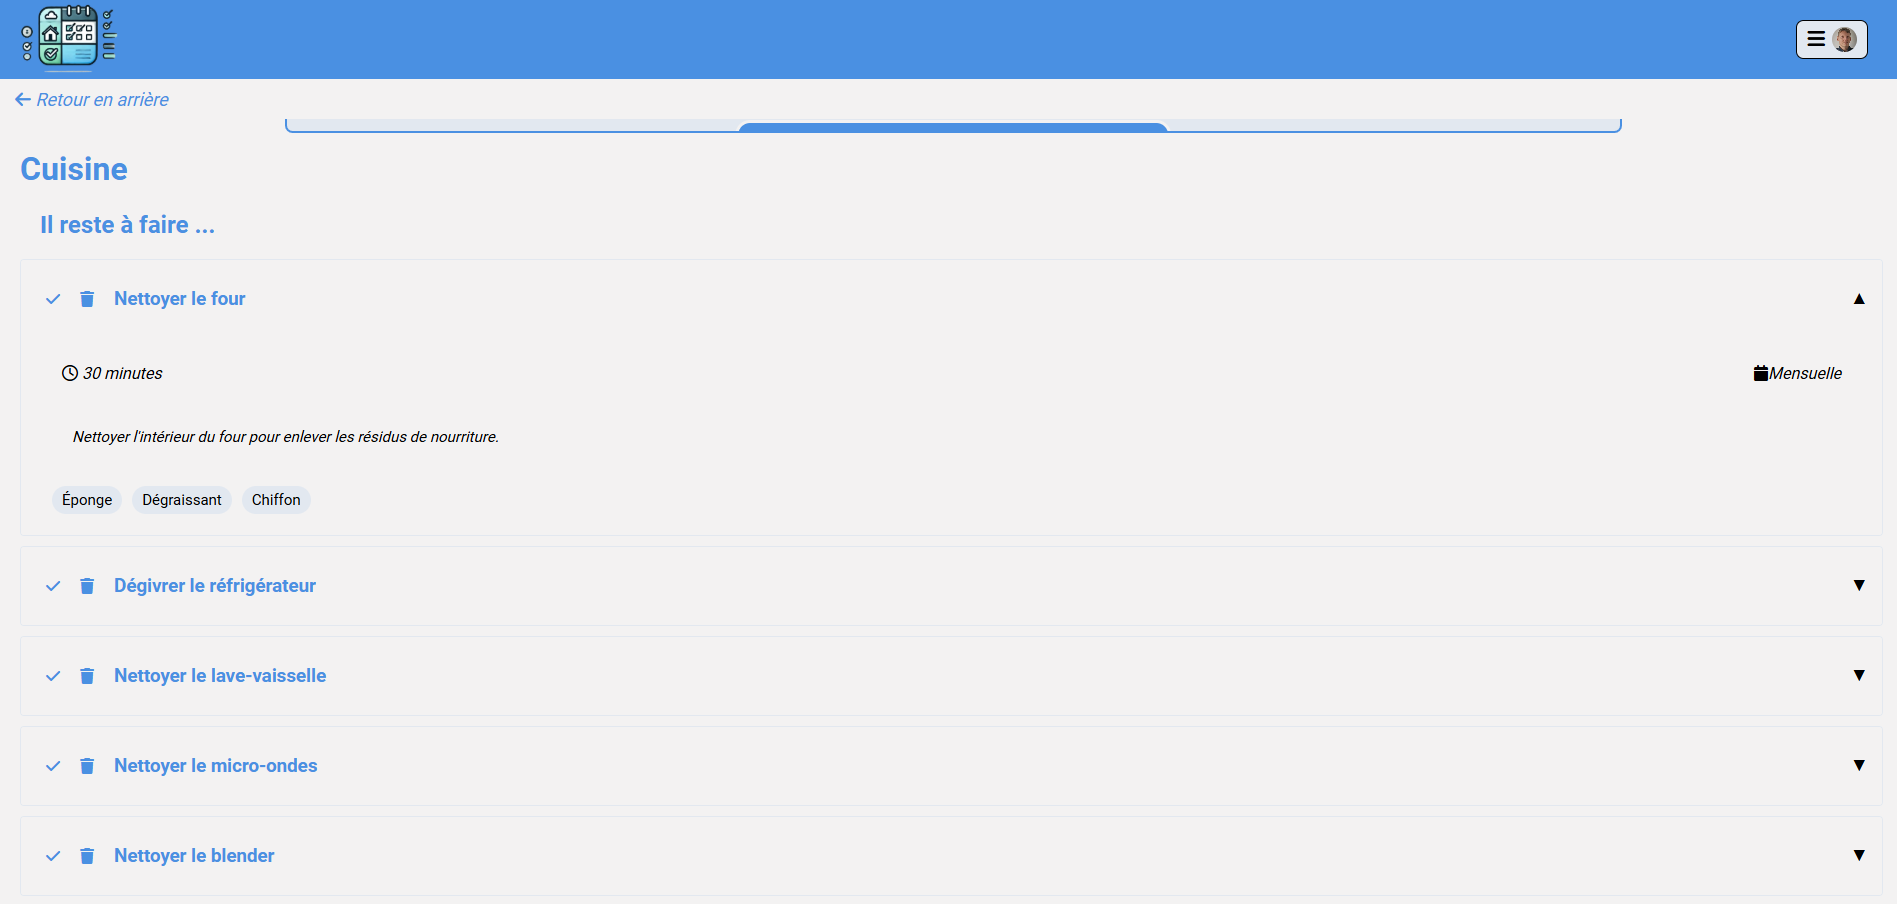 Retour en arrière
Cuisine
Il reste à faire ...
Nettoyer le four
30 minutes
Mensuelle
Nettoyer l'intérieur du four pour enlever les résidus de nourriture.
Éponge Dégraissant Chiffon
Dégivrer le réfrigérateur
Nettoyer le lave-vaisselle
Nettoyer le micro-ondes
Nettoyer le blender